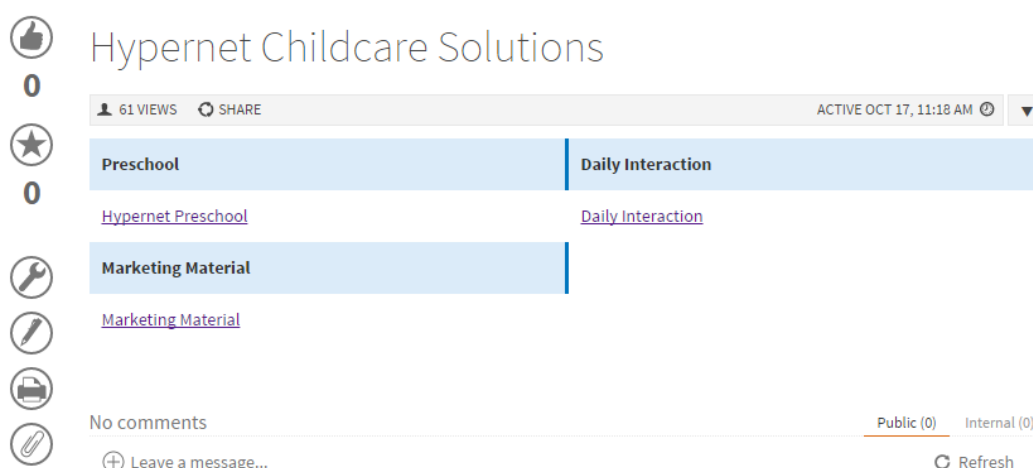 Hypernet Childcare Solutions
0
61 VIEWS SHARE ACTIVE OCT 17, 11:18 AM
0
Preschool
Hypernet Preschool
Daily Interaction
Daily Interaction
Marketing Material
Marketing Material
No comments Public (0) Internal (0)
Leave a message... Refresh